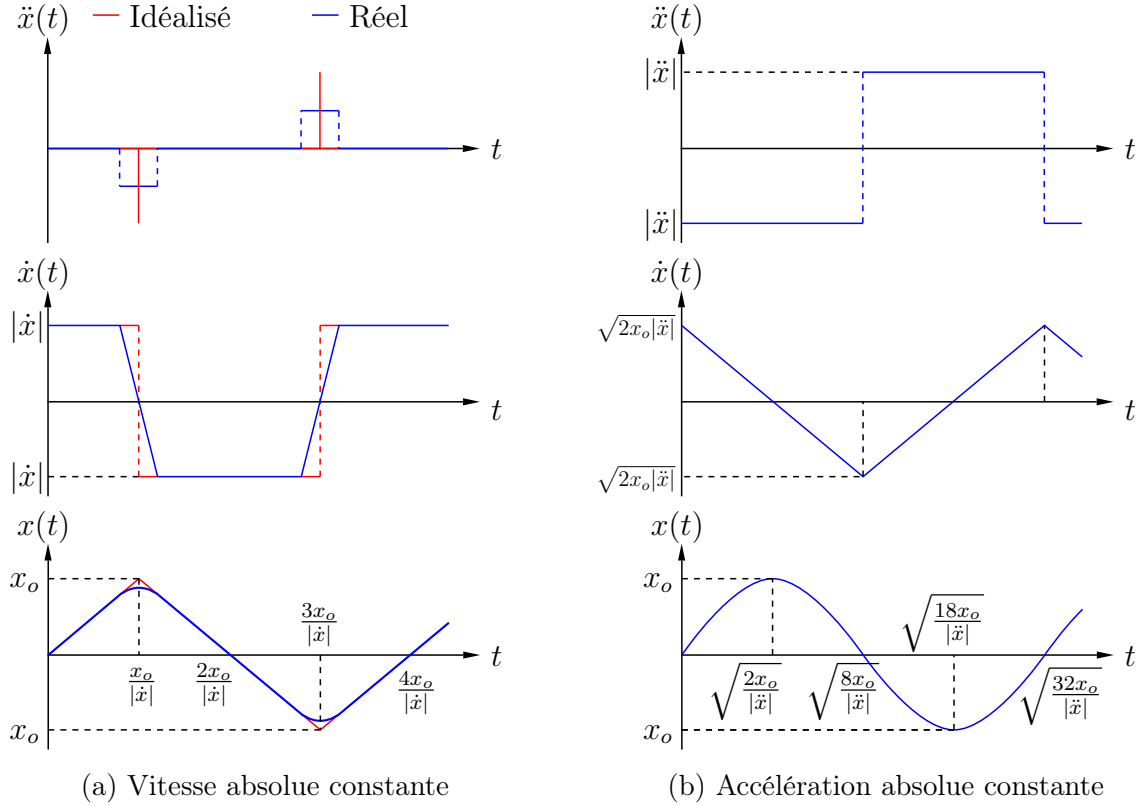 ẍ(t) — Idéalisé — Réel
t
ẋ(t)
|ẋ|
|ẋ|
t
x(t)
x_o
3x_o/|ẋ|
t
x_o/|ẋ| 2x_o/|ẋ| 4x_o/|ẋ|
x_o
(a) Vitesse absolue constante
ẍ(t)
|ẍ|
t
|ẍ|
ẋ(t)
√(2x_o|ẍ|)
t
√(2x_o|ẍ|)
x(t)
x_o
√(18x_o/|ẍ|)
t
√(2x_o/|ẍ|) √(8x_o/|ẍ|) √(32x_o/|ẍ|)
x_o
(b) Accélération absolue constante